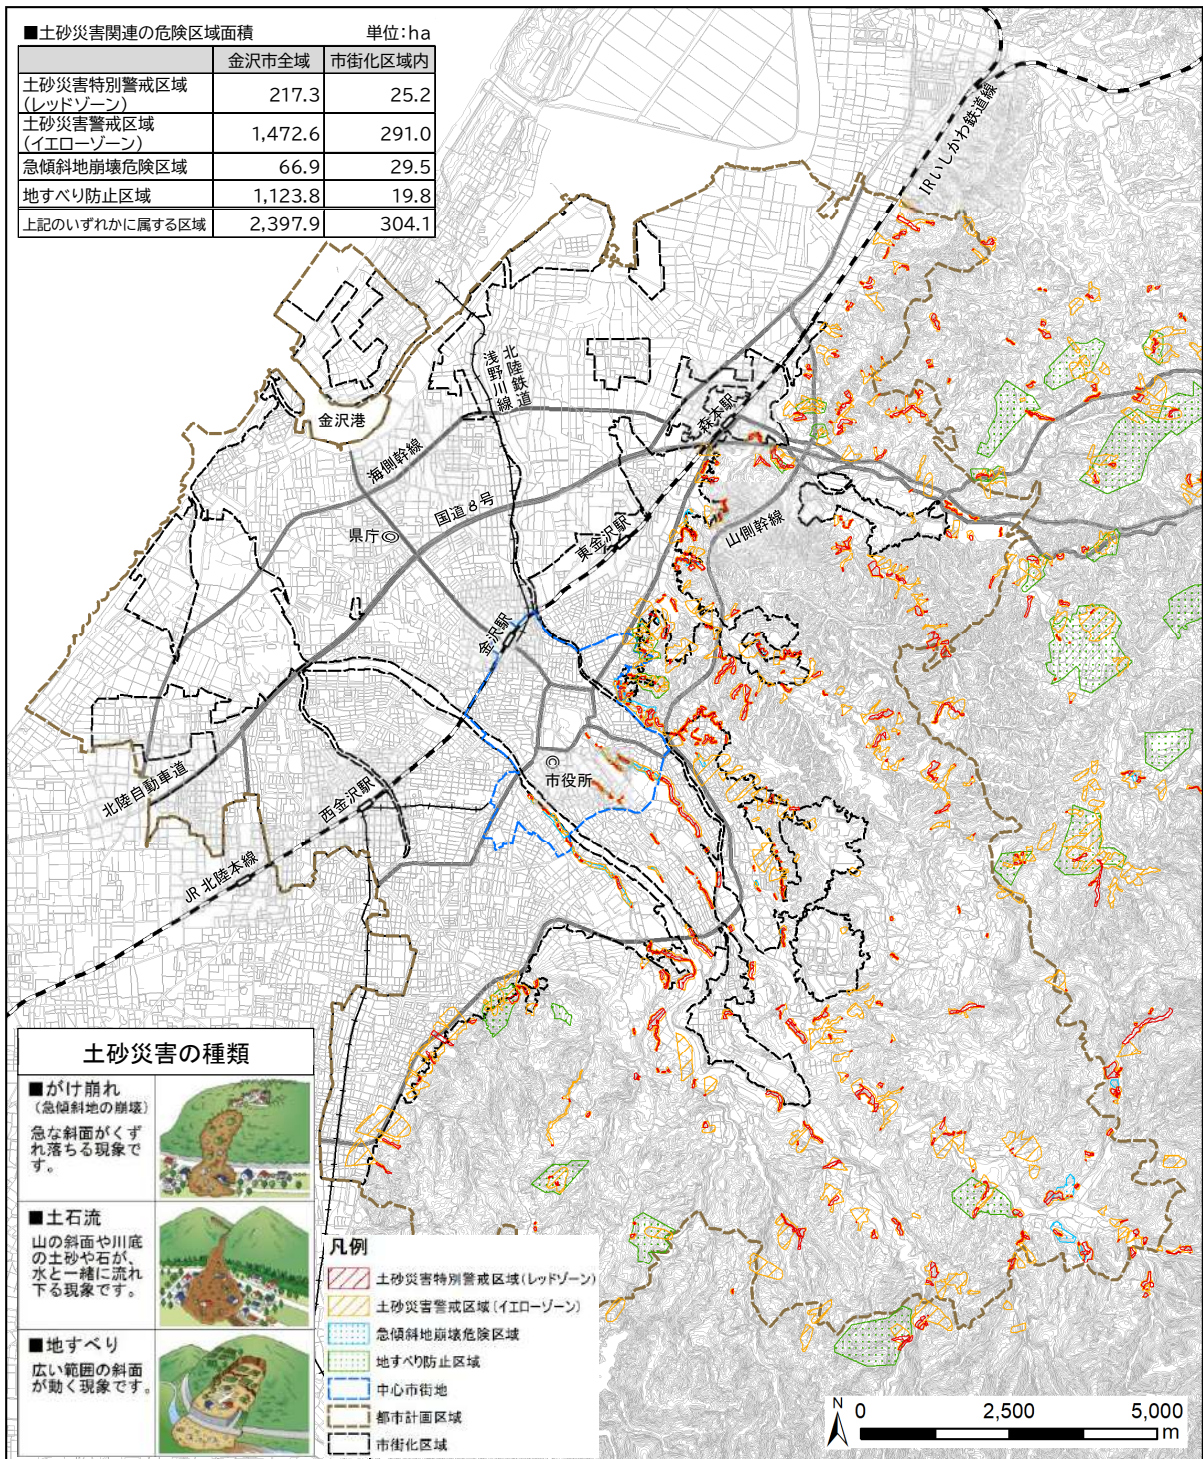 ■土砂災害関連の危険区域面積 単位:ha
金沢市全域 市街化区域内
土砂災害特別警戒区域
(レッドゾーン) 217.3 25.2
土砂災害警戒区域
(イエローゾーン) 1,472.6 291.0
急傾斜地崩壊危険区域 66.9 29.5
地すべり防止区域 1,123.8 19.8
上記のいずれかに属する区域 2,397.9 304.1
IRいしかわ鉄道線
北陸鉄道
浅野川線
金沢港
森本駅
海側幹線
国道8号
県庁◎
東金沢駅
山側幹線
金沢駅
◎
市役所
北陸自動車道
西金沢駅
JR 北陸本線
土砂災害の種類
■がけ崩れ
(急傾斜地の崩壊)
急な斜面がくず
れ落ちる現象で
す。
■土石流
山の斜面や川底
の土砂や石が、
水と一緒に流れ
下る現象です。
■地すべり
広い範囲の斜面
が動く現象です。
凡例
土砂災害特別警戒区域(レッドゾーン)
土砂災害警戒区域(イエローゾーン)
急傾斜地崩壊危険区域
地すべり防止区域
中心市街地
都市計画区域
市街化区域
N
0 2,500 5,000
m